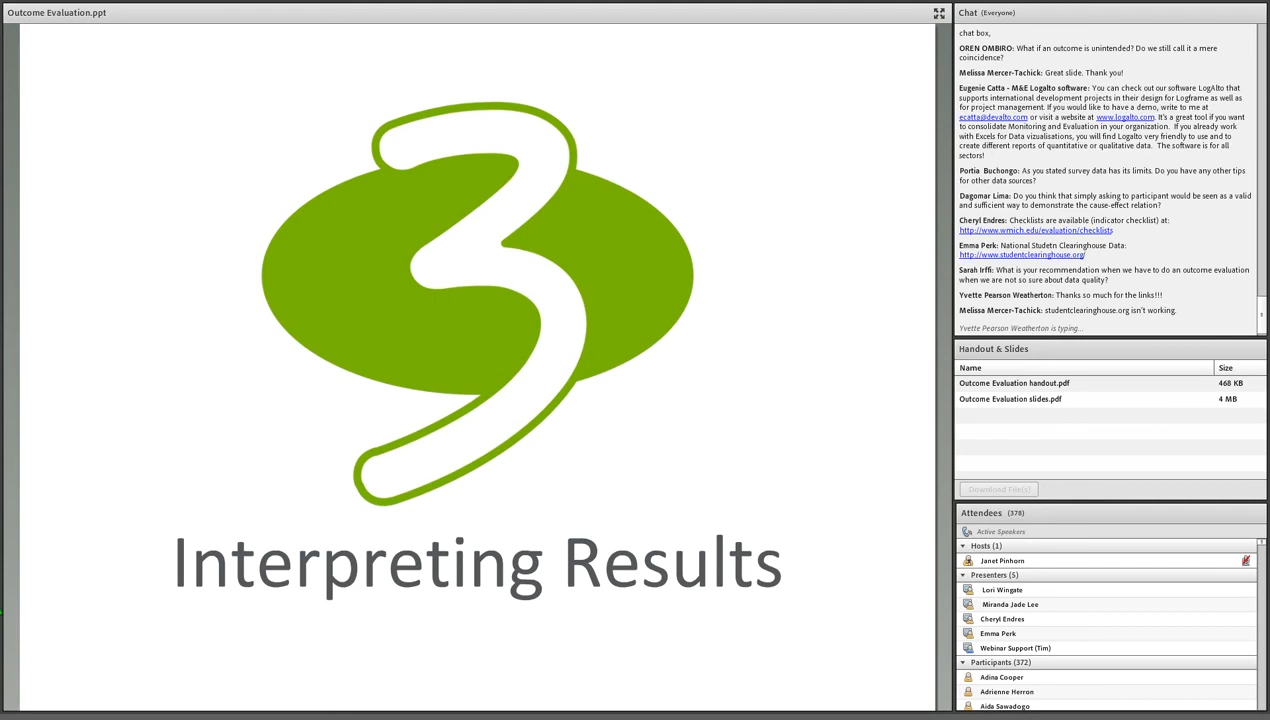 Outcome Evaluation.ppt
3
Interpreting Results
Chat (Everyone)
chat box,
OREN OMBIRO: What if an outcome is unintended? Do we still call it a mere
coincidence?
Melissa Mercer-Tachick: Great slide. Thank you!
Eugenie Catta - M&E Logalto software: You can check out our software LogAlto that
supports international development projects in their design for Logframe as well as
for project management. If you would like to have a demo, write to me at
ecatta@devalto.com or visit a website at www.logalto.com. It's a great tool if you want
to consolidate Monitoring and Evaluation in your organization. If you already work
with Excels for Data vizualisations, you will find Logalto very friendly to use and to
create different reports of quantitative or qualitative data. The software is for all
sectors!
Portia Buchongo: As you stated survey data has its limits. Do you have any other tips
for other data sources?
Dagomar Lima: Do you think that simply asking to participant would be seen as a valid
and sufficient way to demonstrate the cause-effect relation?
Cheryl Endres: Checklists are available (indicator checklist) at:
http://www.wmich.edu/evaluation/checklists
Emma Perk: National Studetn Clearinghouse Data:
http://www.studentclearinghouse.org/
Sarah Irffi: What is your recommendation when we have to do an outcome evaluation
when we are not so sure about data quality?
Yvette Pearson Weatherton: Thanks so much for the links!!!
Melissa Mercer-Tachick: studentclearinghouse.org isn't working.
Yvette Pearson Weatherton is typing...
Handout & Slides
Name Size
Outcome Evaluation handout.pdf 468 KB
Outcome Evaluation slides.pdf 4 MB
Download File(s)
Attendees (378)
Active Speakers
Hosts (1)
Janet Pinhorn
Presenters (5)
Lori Wingate
Miranda Jade Lee
Cheryl Endres
Emma Perk
Webinar Support (Tim)
Participants (372)
Adina Cooper
Adrienne Herron
Aida Sawadogo